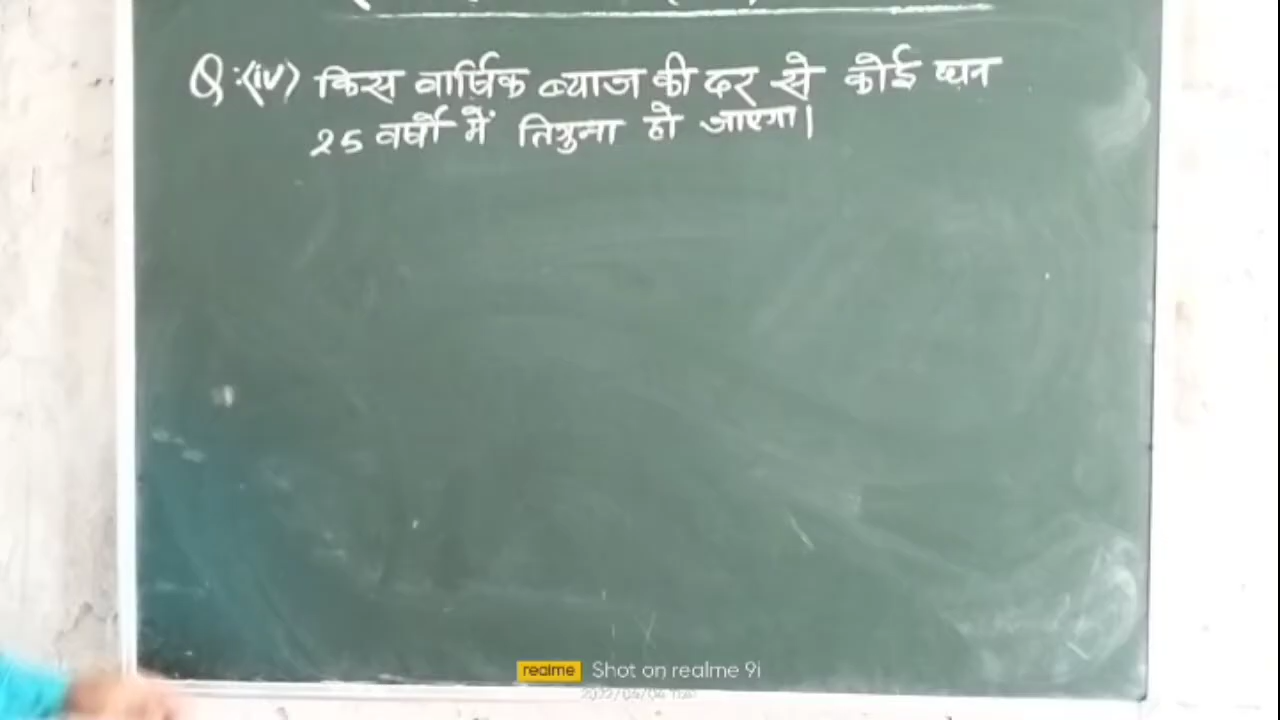 Q:(iv) किस वार्षिक ब्याज की दर से कोई धन
25 वर्षो में तिगुना हो जाएगा।
realme Shot on realme 9i